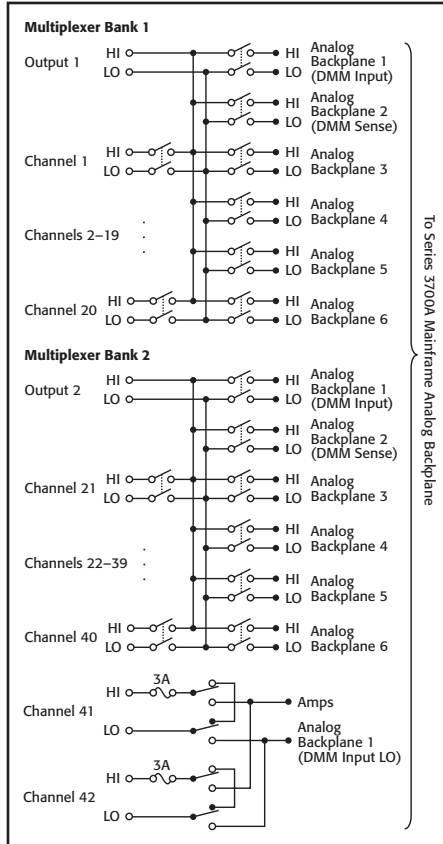 Multiplexer Bank 1
Output 1
HI
LO
HI Analog
LO Backplane 1
(DMM Input)
HI Analog
LO Backplane 2
(DMM Sense)
Channel 1
HI
LO
HI Analog
LO Backplane 3
HI Analog
LO Backplane 4
Channels 2–19
HI Analog
LO Backplane 5
Channel 20
HI
LO
HI Analog
LO Backplane 6
Multiplexer Bank 2
Output 2
HI
LO
HI Analog
LO Backplane 1
(DMM Input)
HI Analog
LO Backplane 2
(DMM Sense)
Channel 21
HI
LO
HI Analog
LO Backplane 3
HI Analog
LO Backplane 4
Channels 22–39
HI Analog
LO Backplane 5
Channel 40
HI
LO
HI Analog
LO Backplane 6
Channel 41
HI
3A
LO
Amps
Analog
Backplane 1
(DMM Input LO)
Channel 42
HI
3A
LO
To Series 3700A Mainframe Analog Backplane